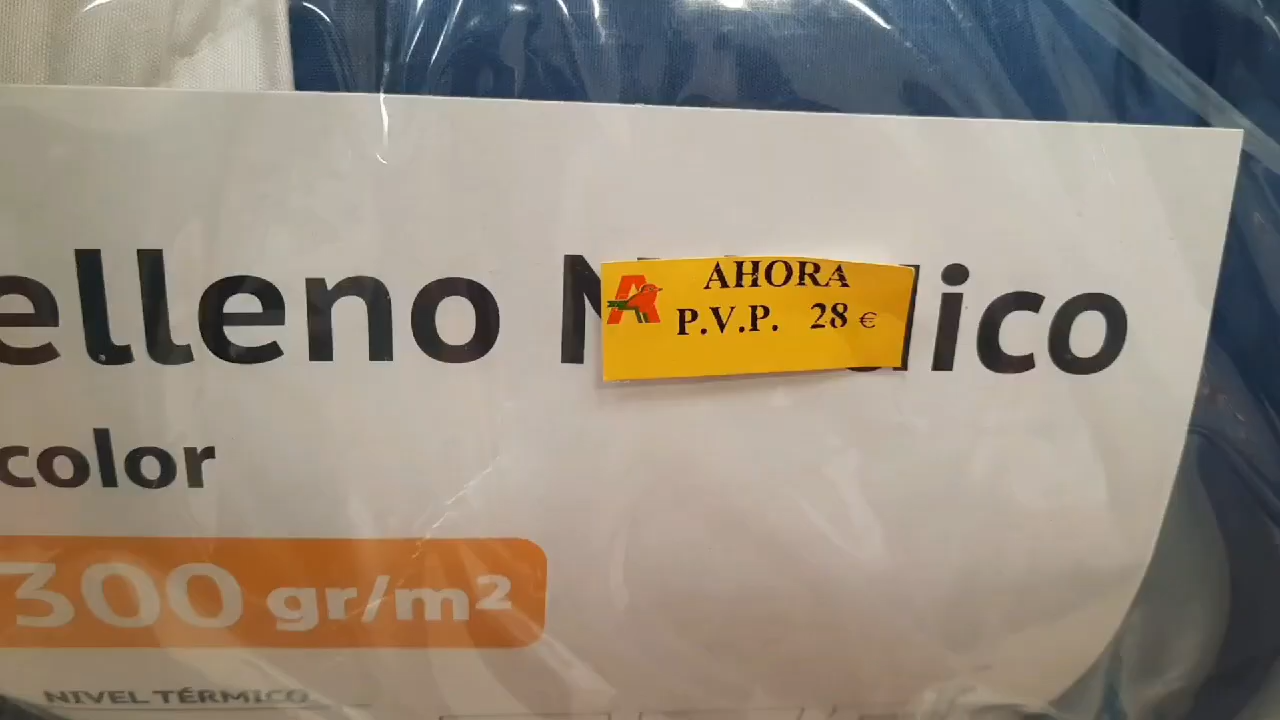 elleno N ico
AHORA
P.V.P. 28 €
color
300 gr/m²
NIVEL TÉRMICO